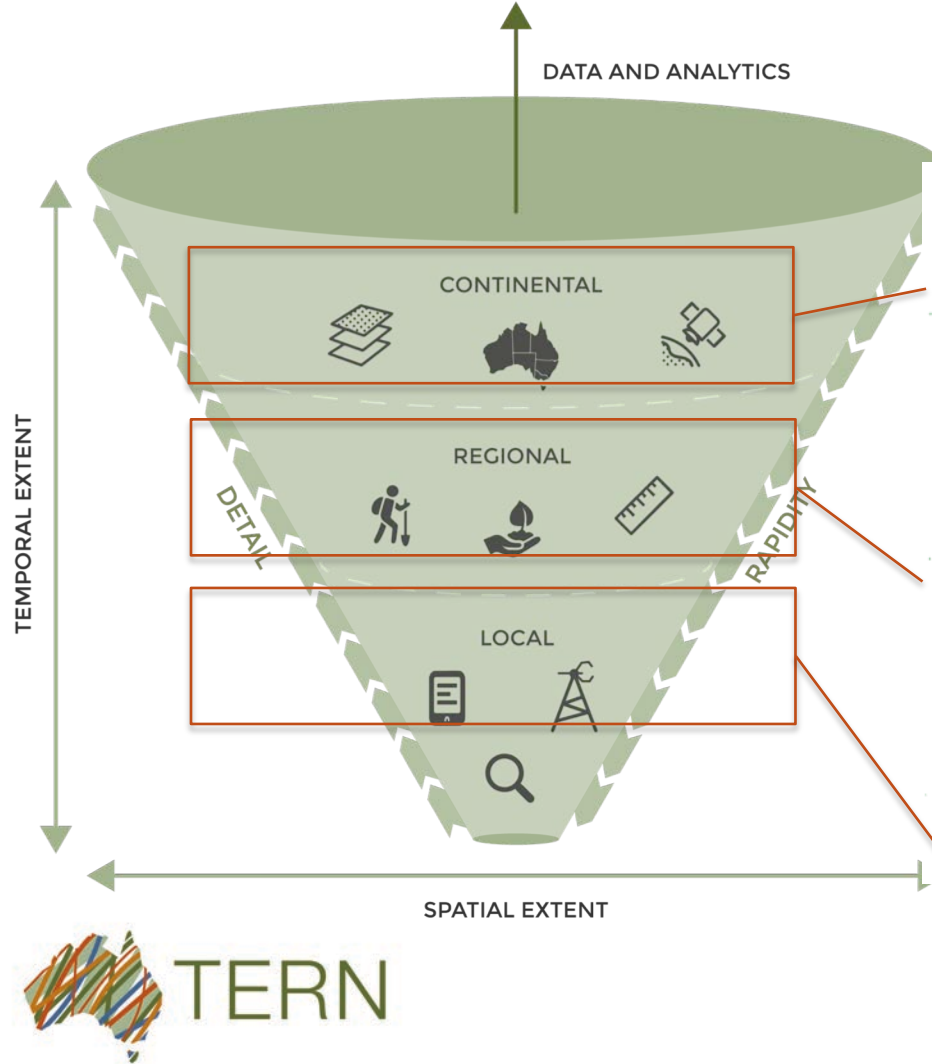 DATA AND ANALYTICS
CONTINENTAL
REGIONAL
DETAIL
RAPIDITY
TEMPORAL EXTENT
LOCAL
SPATIAL EXTENT
TERN